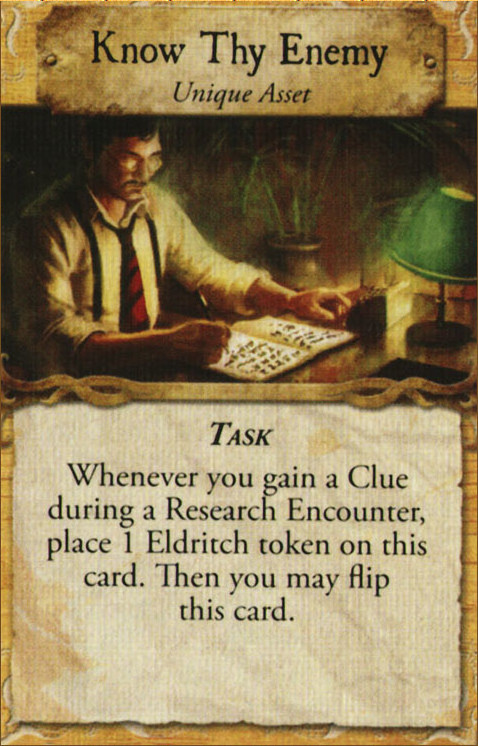 Know Thy Enemy
Unique Asset
Task
Whenever you gain a Clue
during a Research Encounter,
place 1 Eldritch token on this
card. Then you may flip
this card.